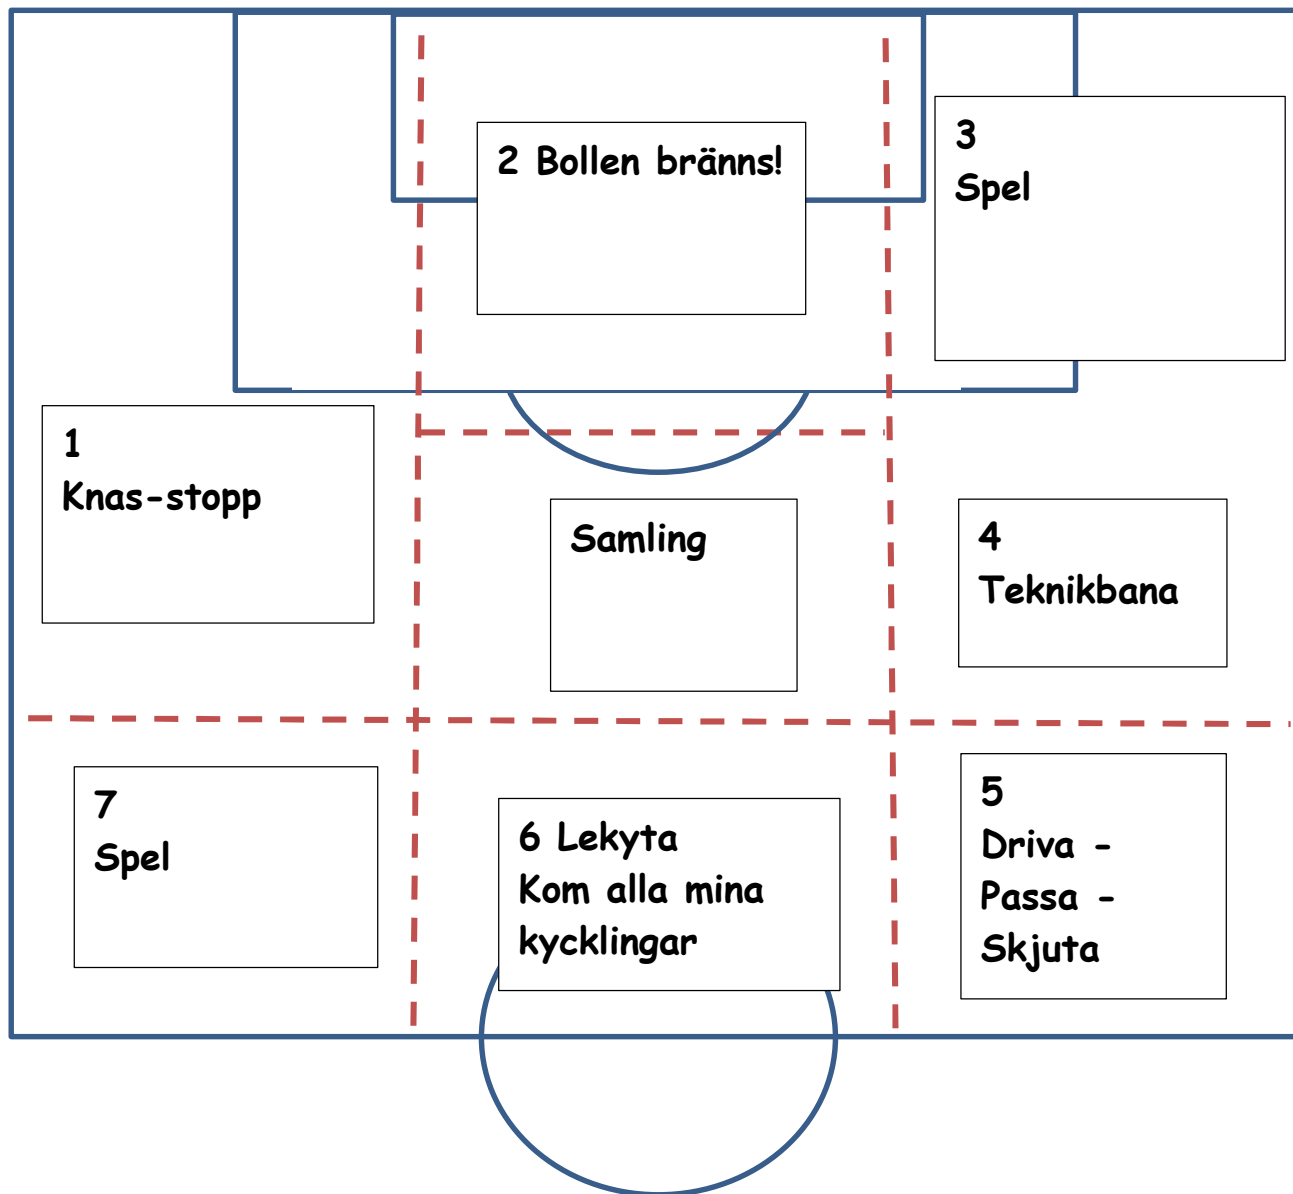 1
Knas-stopp
2 Bollen bränns!
3
Spel
4
Teknikbana
5
Driva -
Passa -
Skjuta
6 Lekyta
Kom alla mina
kycklingar
7
Spel
Samling